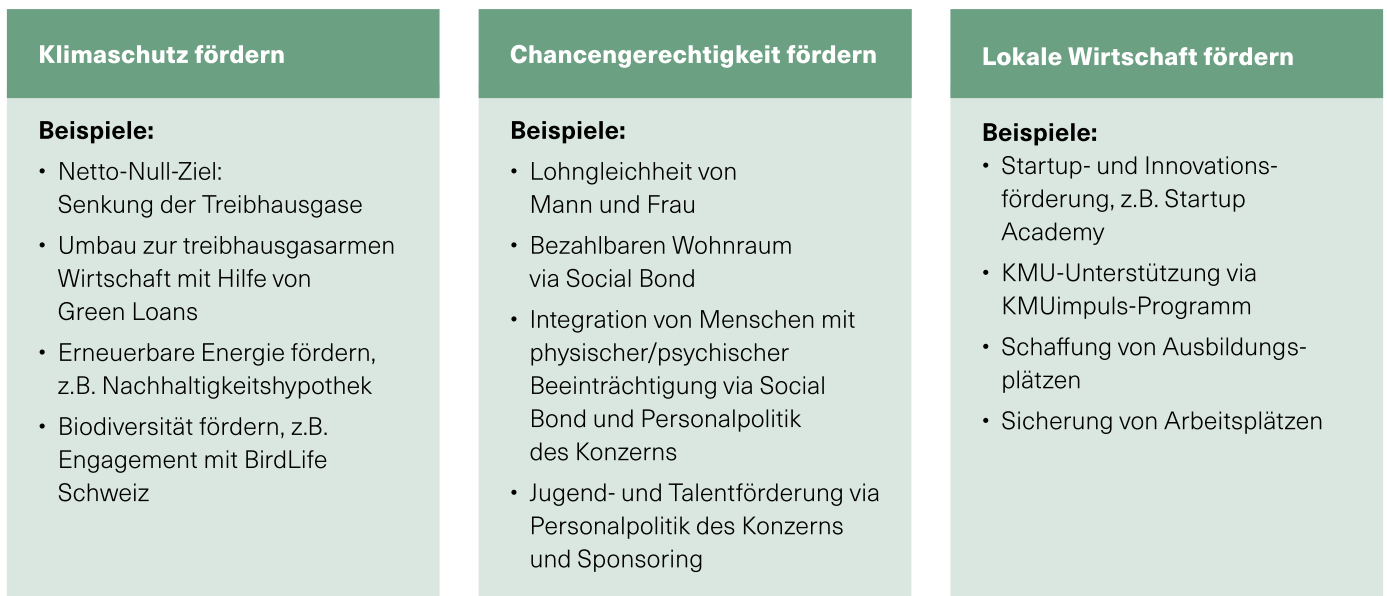 Klimaschutz fördern
Beispiele:
• Netto-Null-Ziel:
Senkung der Treibhausgase
• Umbau zur treibhausgasarmen
Wirtschaft mit Hilfe von
Green Loans
• Erneuerbare Energie fördern,
z.B. Nachhaltigkeitshypothek
• Biodiversität fördern, z.B.
Engagement mit BirdLife
Schweiz
Chancengerechtigkeit fördern
Beispiele:
• Lohngleichheit von
Mann und Frau
• Bezahlbaren Wohnraum
via Social Bond
• Integration von Menschen mit
physischer/psychischer
Beeinträchtigung via Social
Bond und Personalpolitik
des Konzerns
• Jugend- und Talentförderung via
Personalpolitik des Konzerns
und Sponsoring
Lokale Wirtschaft fördern
Beispiele:
• Startup- und Innovations-
förderung, z.B. Startup
Academy
• KMU-Unterstützung via
KMUimpuls-Programm
• Schaffung von Ausbildungs-
plätzen
• Sicherung von Arbeitsplätzen